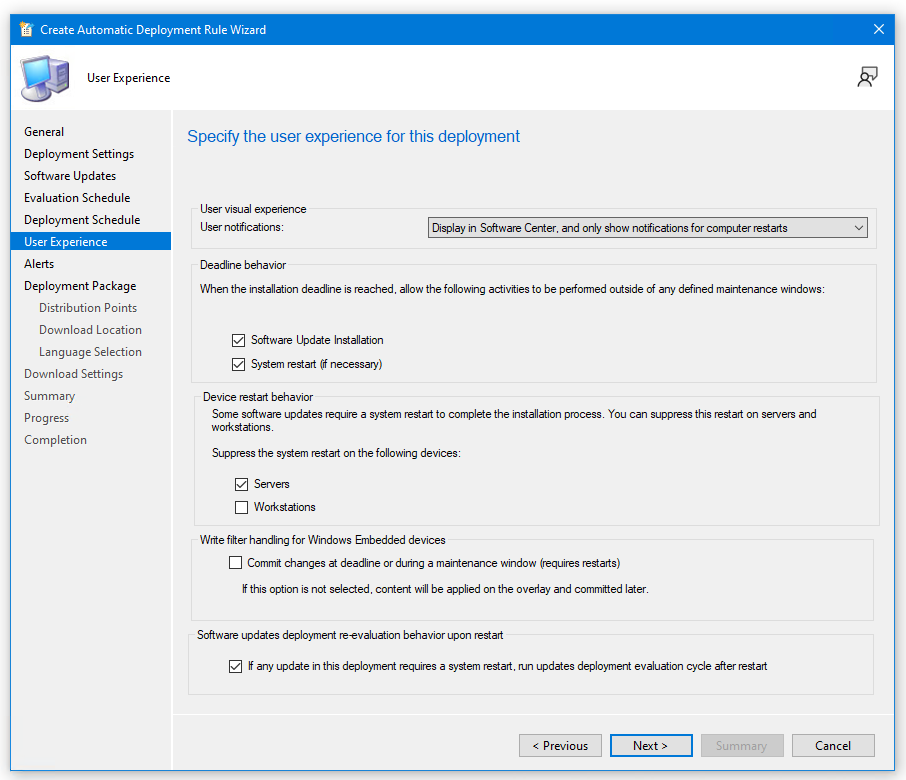 Create Automatic Deployment Rule Wizard
User Experience
General
Deployment Settings
Software Updates
Evaluation Schedule
Deployment Schedule
User Experience
Alerts
Deployment Package
Distribution Points
Download Location
Language Selection
Download Settings
Summary
Progress
Completion
Specify the user experience for this deployment
User visual experience
User notifications:
Display in Software Center, and only show notifications for computer restarts
Deadline behavior
When the installation deadline is reached, allow the following activities to be performed outside of any defined maintenance windows:
Software Update Installation
System restart (if necessary)
Device restart behavior
Some software updates require a system restart to complete the installation process. You can suppress this restart on servers and
workstations.
Suppress the system restart on the following devices:
Servers
Workstations
Write filter handling for Windows Embedded devices
Commit changes at deadline or during a maintenance window (requires restarts)
If this option is not selected, content will be applied on the overlay and committed later.
Software updates deployment re-evaluation behavior upon restart
If any update in this deployment requires a system restart, run updates deployment evaluation cycle after restart
< Previous
Next >
Summary
Cancel